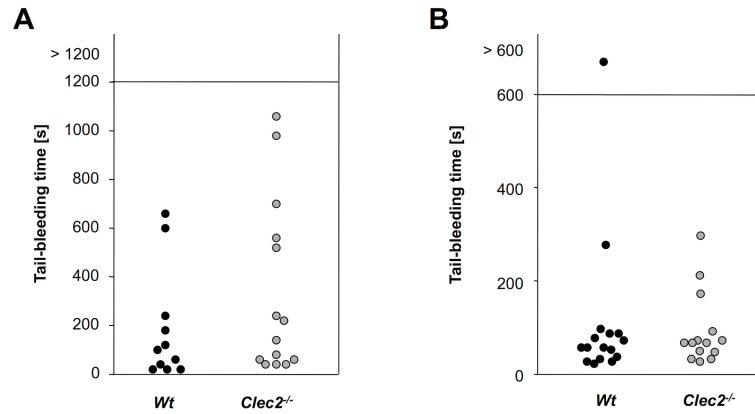 A
Tail-bleeding time [s]
> 1200
1200
1000
800
600
400
200
0
Wt
Clec2-/-
B
Tail-bleeding time [s]
> 600
600
400
200
0
Wt
Clec2-/-